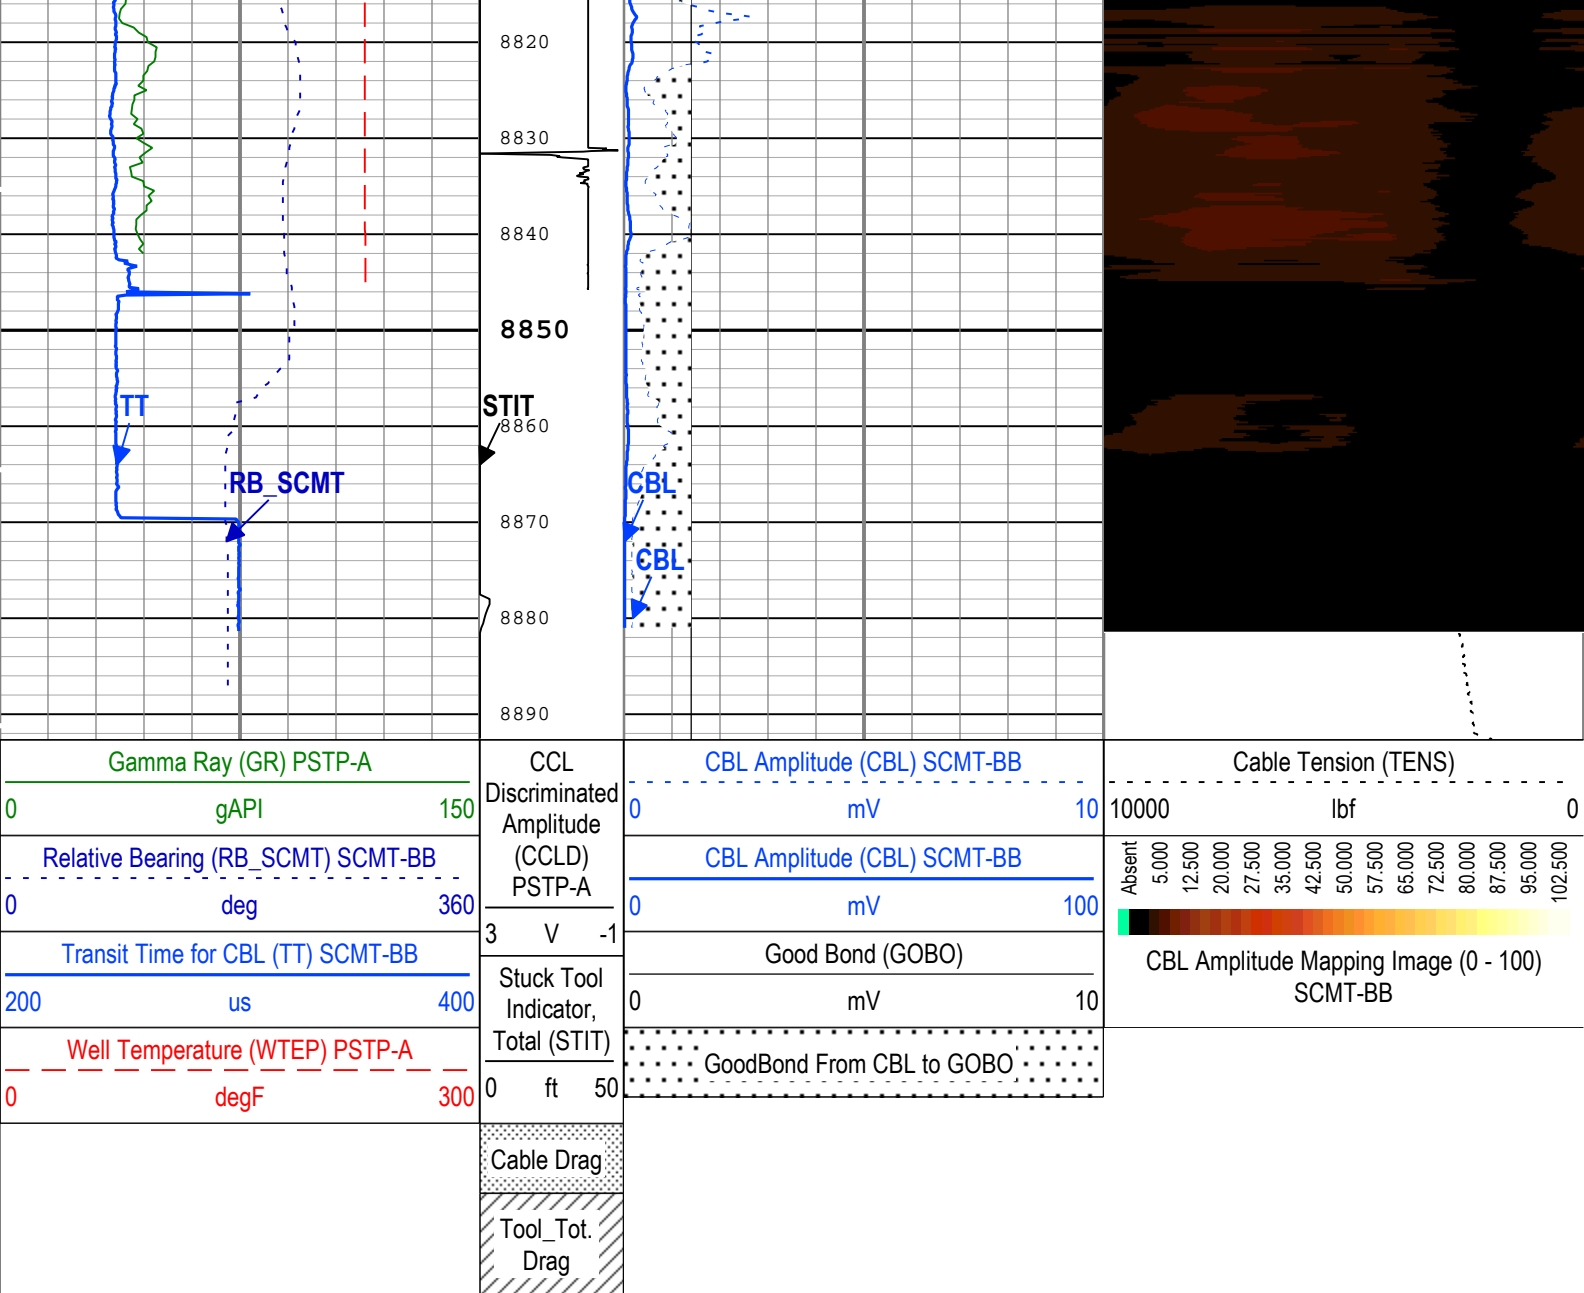 8820
8830
8840
8850
TT
STIT
8860
RB_SCMT
CBL
8870
CBL
8880
8890
Gamma Ray (GR) PSTP-A
0 gAPI 150
Relative Bearing (RB_SCMT) SCMT-BB
0 deg 360
Transit Time for CBL (TT) SCMT-BB
200 us 400
Well Temperature (WTEP) PSTP-A
0 degF 300
CCL
Discriminated
Amplitude
(CCLD)
PSTP-A
3 V -1
Stuck Tool
Indicator,
Total (STIT)
0 ft 50
Cable Drag
Tool_Tot.
Drag
CBL Amplitude (CBL) SCMT-BB
0 mV 10
CBL Amplitude (CBL) SCMT-BB
0 mV 100
Good Bond (GOBO)
0 mV 10
GoodBond From CBL to GOBO
Cable Tension (TENS)
10000 lbf 0
Absent 5.000 12.500 20.000 27.500 35.000 42.500 50.000 57.500 65.000 72.500 80.000 87.500 95.000 102.500
CBL Amplitude Mapping Image (0 - 100)
SCMT-BB